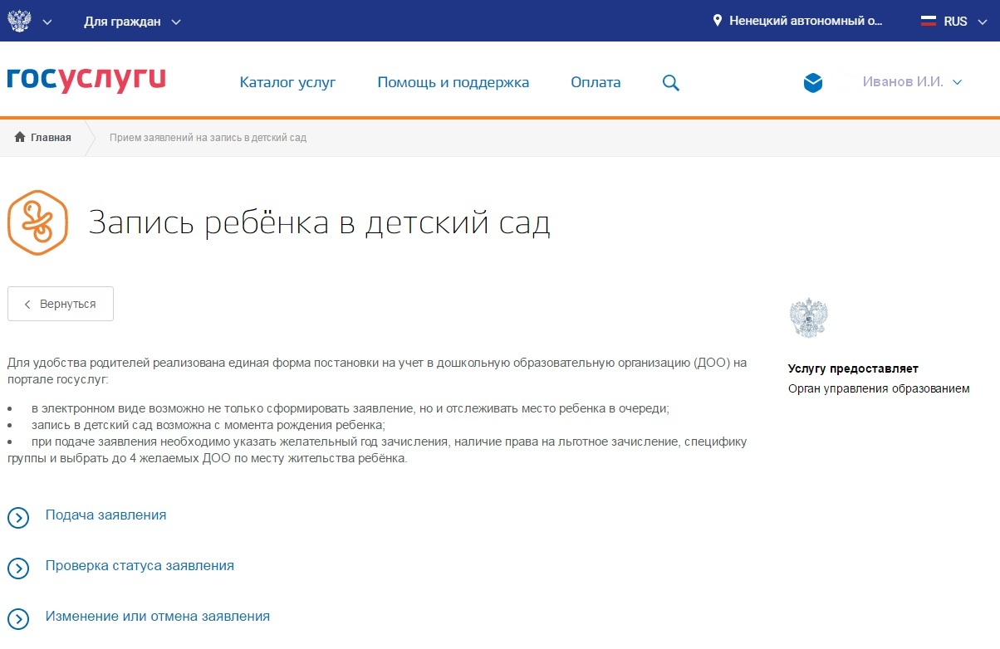 Для граждан
Ненецкий автономный о...
RUS
госуслуги
Каталог услуг
Помощь и поддержка
Оплата
Иванов И.И.
Главная
Прием заявлений на запись в детский сад
Запись ребёнка в детский сад
Вернуться
Для удобства родителей реализована единая форма постановки на учет в дошкольную образовательную организацию (ДОО) на
портале госуслуг:
• в электронном виде возможно не только сформировать заявление, но и отслеживать место ребенка в очереди;
• запись в детский сад возможна с момента рождения ребенка;
• при подаче заявления необходимо указать желательный год зачисления, наличие права на льготное зачисление, специфику
группы и выбрать до 4 желаемых ДОО по месту жительства ребёнка.
Услугу предоставляет
Орган управления образованием
Подача заявления
Проверка статуса заявления
Изменение или отмена заявления